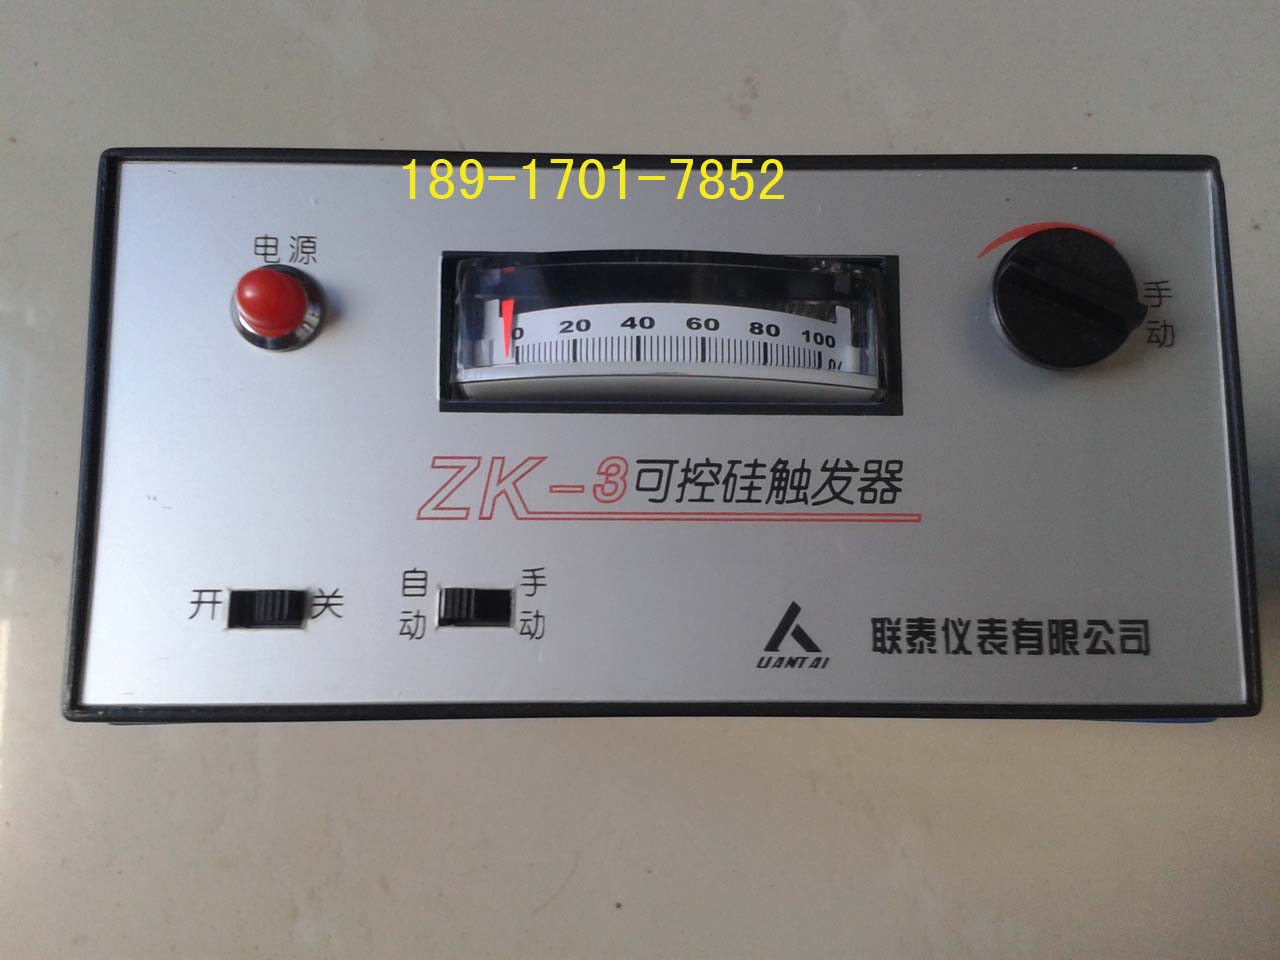 189-1701-7852
电源
0 20 40 60 80 100
手动
ZK-3可控硅触发器
开 关
自动 手动
LIANTAI
联泰仪表有限公司